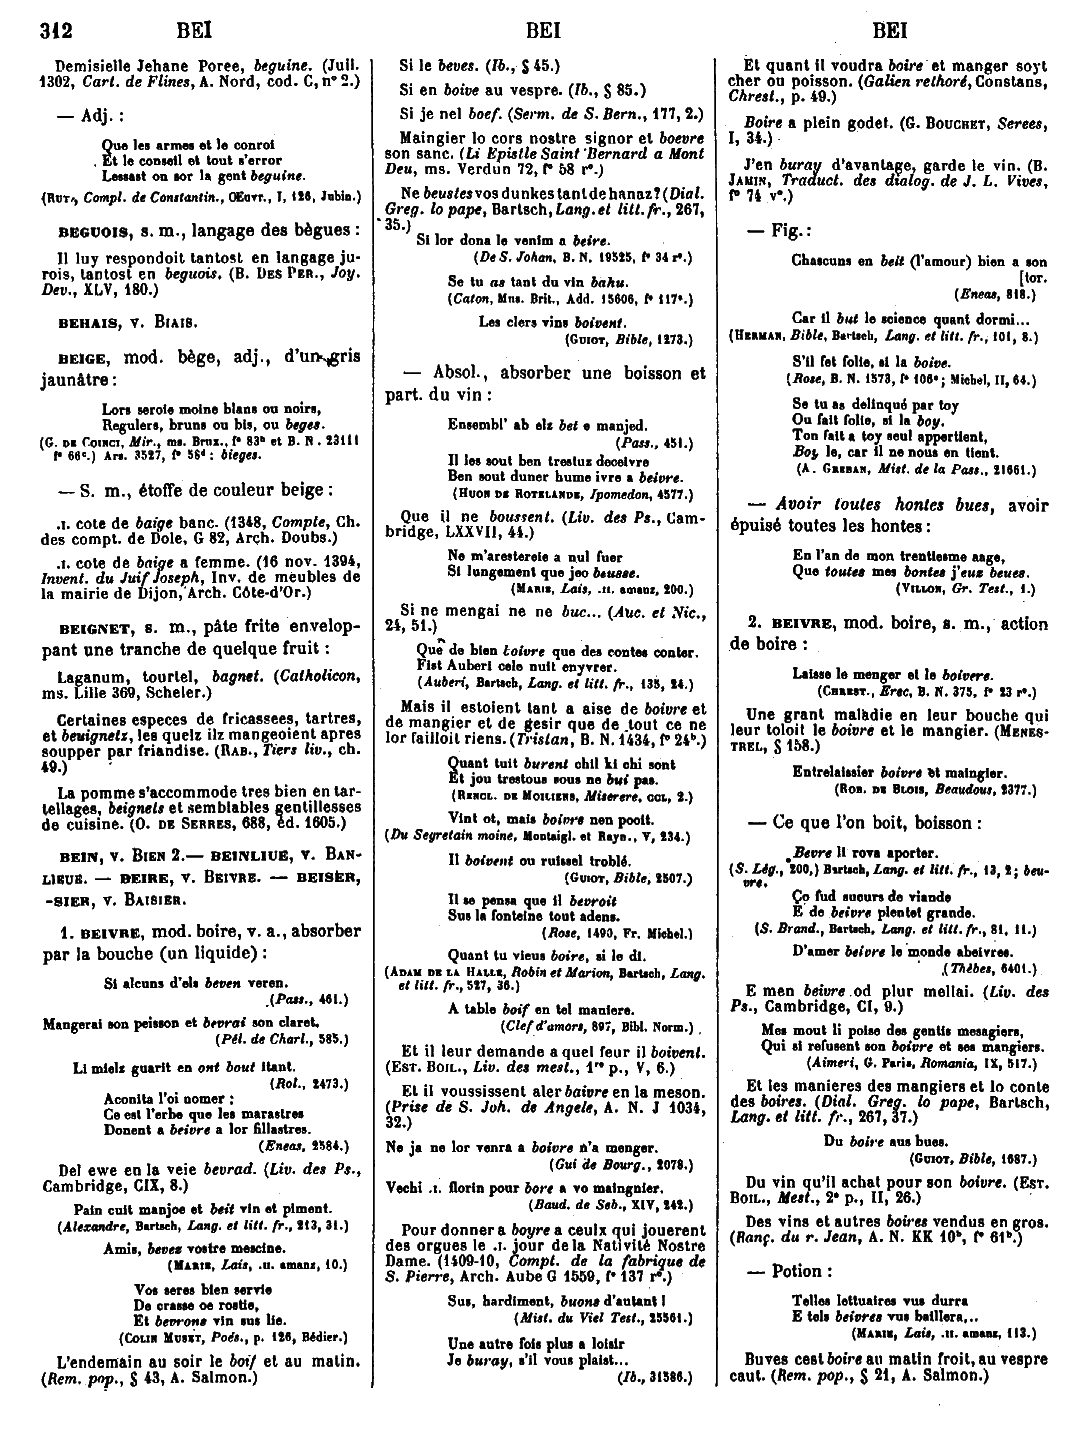 312 BEI BEI BEI
Demisielle Jehane Poree, beguine. (Juil.
1302, Cart. de Flines, A. Nord, cod. C, n° 2.)
— Adj. :
Que les armes et le conroi
Et le conseil et tout s'error
Lessast on sor la gent beguine.
(RUT., Compl. de Constantin., Œuvr., I, 126, Jubin.)
BEGUOIS, s. m., langage des bègues :
Il luy respondoit tantost en langage ju-
rois, tantost en beguois. (B. DES PER., Joy.
Dev., XLV, 180.)
BEHAIS, v. BIAIS.
BEIGE, mod. bège, adj., d'un gris
jaunâtre :
Lors seroie moine blans ou noirs,
Regulers, bruns ou bis, ou beges.
(G. DE COINCI, Mir., ms. Brux., f° 83b et B. N. 23111
f° 66c.) Ars. 3527, f° 56d : bieges.
— S. m., étoffe de couleur beige :
.I. cote de baige banc. (1348, Compte, Ch.
des compt. de Dole, G 82, Arch. Doubs.)
.I. cote de baige a femme. (16 nov. 1394,
Invent. du Juif Joseph, Inv. de meubles de
la mairie de Dijon, Arch. Côte-d'Or.)
BEIGNET, s. m., pâte frite envelop-
pant une tranche de quelque fruit :
Laganum, tourtel, bagnet. (Catholicon,
ms. Lille 369, Scheler.)
Certaines especes de fricassees, tartres,
et beuignetz, les quelz ilz mangeoient apres
soupper par friandise. (RAB., Tiers liv., ch.
49.)
La pomme s'accommode tres bien en tar-
tellages, beignets et semblables gentillesses
de cuisine. (O. DE SERRES, 688, éd. 1605.)
BEIN, v. BIEN 2. — BEINLIUE, v. BAN-
LIEUE. — BEIRE, v. BEIVRE. — BEISER,
-SIER, v. BAISIER.
1. BEIVRE, mod. boire, v. a., absorber
par la bouche (un liquide) :
Si alcuns d'els beven veren.
(Pass., 461.)
Mangerai son peisson et bevrai son claret.
(Pél. de Charl., 585.)
Li mielz guarit en ont bout itant.
(Rol., 2473.)
Aconita l'oi nomer :
Ce est l'erbe que les marastres
Donent a beivre a lor fillastres.
(Eneas, 2584.)
Del ewe en la veie bevrad. (Liv. des Ps.,
Cambridge, CIX, 8.)
Pain cuit manjoe et beit vin et piment.
(Alexandre, Bartsch, Lang. et litt. fr., 213, 31.)
Amis, bevez vostre mescine.
(MARIE, Lais, .II. amanz, 10.)
Vos seres bien servie
De crasse oe rostie,
Et bevrons vin sus lie.
(COLIN MUSET, Poés., p. 126, Bédier.)
L'endemain au soir le boif et au matin.
(Rem. pop., § 43, A. Salmon.)
Si le beves. (Ib., § 45.)
Si en boive au vespre. (Ib., § 85.)
Si je nel boef. (Serm. de S. Bern., 177, 2.)
Maingier lo cors nostre signor et boevre
son sanc. (Li Epistle Saint Bernard a Mont
Deu, ms. Verdun 72, f° 58 r°.)
Ne beustes vos dunkes tant de hanaz? (Dial.
Greg. lo pape, Bartsch, Lang. et litt. fr., 267,
35.)
Si lor dona le venim a beire.
(De S. Johan, B. N. 19525, f° 34 r°.)
Se tu as tant du vin bahu.
(Caton, Mus. Brit., Add. 15606, f° 117c.)
Les clers vins boivent.
(GUIOT, Bible, 1273.)
— Absol., absorber une boisson et
part. du vin :
Ensembl' ab elz bet e manjed.
(Pass., 451.)
Il les sout ben trestuz deceivre
Ben sout duner hume ivre a beivre.
(HUON DE ROTELANDE, Ipomedon, 4577.)
Que il ne boussent. (Liv. des Ps., Cam-
bridge, LXXVII, 44.)
Ne m'arestereie a nul fuer
Si lungement que jeo beusse.
(MARIE, Lais, .II. amanz, 200.)
Si ne mengai ne ne buc... (Auc. et Nic.,
24, 51.)
Que de bien boivre que des contes conter.
Fist Auberi cele nuit enyvrer.
(Auberi, Bartsch, Lang. et litt. fr., 135, 24.)
Mais il estoient tant a aise de boivre et
de mangier et de gesir que de tout ce ne
lor failloit riens. (Tristan, B. N. 1434, f° 24b.)
Quant tuit burent chil ki chi sont
Et jou trestous sous ne bui pas.
(RENCL. DE MOILIENS, Miserere, CCL, 2.)
Vint ot, mais boivre nen pooit.
(Du Segretain moine, Montaigl. et Rayn., V, 234.)
Il boivent ou ruissel troblé.
(GUIOT, Bible, 2507.)
Il se pensa que il bevroit
Sus la fonteine tout adens.
(Rose, 1490, Fr. Michel.)
Quant tu vieus boire, si le di.
(ADAM DE LA HALLE, Robin et Marion, Bartsch, Lang.
et litt. fr., 527, 36.)
A table boif en tel maniere.
(Clef d'amors, 897, Bibl. Norm.)
Et il leur demande a quel feur il boivent.
(EST. BOIL., Liv. des mest., 1re p., V, 6.)
Et il voussissent aler baivre en la meson.
(Prise de S. Joh. de Angele, A. N. J 1034,
32.)
Ne ja ne lor venra a boivre n'a menger.
(Gui de Bourg., 2078.)
Vechi .I. florin pour bore a vo maingnier.
(Baud. de Seb., XIV, 242.)
Pour donner a boyre a ceulx qui jouerent
des orgues le .I. jour de la Nativité Nostre
Dame. (1409-10, Compt. de la fabrique de
S. Pierre, Arch. Aube G 1559, f° 137 r°.)
Sus, hardiment, buons d'autant !
(Mist. du Viel Test., 25561.)
Une autre fois plus a loisir
Je buray, s'il vous plaist...
(Ib., 31586.)
Et quant il voudra boire et manger soyt
cher ou poisson. (Galien rethoré, Constans,
Chrest., p. 49.)
Boire a plein godet. (G. BOUCHET, Serees,
I, 34.)
J'en buray d'avantage, garde le vin. (B.
JAMIN, Traduct. des dialog. de J. L. Vives,
f° 74 v°.)
— Fig. :
Chascuns en beit (l'amour) bien a son
[tor.
(Eneas, 818.)
Car il but le science quant dormi...
(HERMAN, Bible, Bartsch, Lang. et litt. fr., 101, 8.)
S'il fet folie, si la boive.
(Rose, B. N. 1573, f° 106c; Michel, II, 64.)
Se tu as delinqué par toy
Ou fait folie, si la boy.
Ton fait a toy seul appertient,
Boy le, car il ne nous en tient.
(A. GREBAN, Mist. de la Pass., 21661.)
— Avoir toutes hontes bues, avoir
épuisé toutes les hontes :
En l'an de mon trentiesme aage,
Que toutes mes bontes j'euz beues.
(VILLON, Gr. Test., 1.)
2. BEIVRE, mod. boire, s. m., action
de boire :
Laisse le menger et le boivere.
(CHREST., Erec, B. N. 375, f° 23 r°.)
Une grant maladie en leur bouche qui
leur toloit le boivre et le mangier. (MENES-
TREL, § 158.)
Entrelaissier boivre et maingier.
(ROB. DE BLOIS, Beaudous, 2377.)
— Ce que l'on boit, boisson :
Bevre li rova aporter.
(S. Lég., 200,) Bartsch, Lang. et litt. fr., 13, 2; beu-
vre.
Ço fud sucurs de viande
E de beivre plentet grande.
(S. Brand., Bartsch, Lang. et litt. fr., 81, 11.)
D'amer beivre le monde abeivres.
(Thèbes, 6401.)
E men beivre od plur mellai. (Liv. des
Ps., Cambridge, CI, 9.)
Mes mout li poise des gentis mesagiers,
Qui si refusent son boivre et ses mangiers.
(Aimeri, G. Paris, Romania, IX, 517.)
Et les manieres des mangiers et lo conte
des boires. (Dial. Greg. lo pape, Bartsch,
Lang. et litt. fr., 267, 37.)
Du boire aus bues.
(GUIOT, Bible, 1687.)
Du vin qu'il achat pour son boivre. (EST.
BOIL., Mest., 2e p., II, 26.)
Des vins et autres boires vendus en gros.
(Ranç. du r. Jean, A. N. KK 10b, f° 61b.)
— Potion :
Telles lettuaires vus durra
E tels beivres vus baillera...
(MARIE, Lais, .II. amanz, 113.)
Buves cest boire au matin froit, au vespre
caut. (Rem. pop., § 21, A. Salmon.)